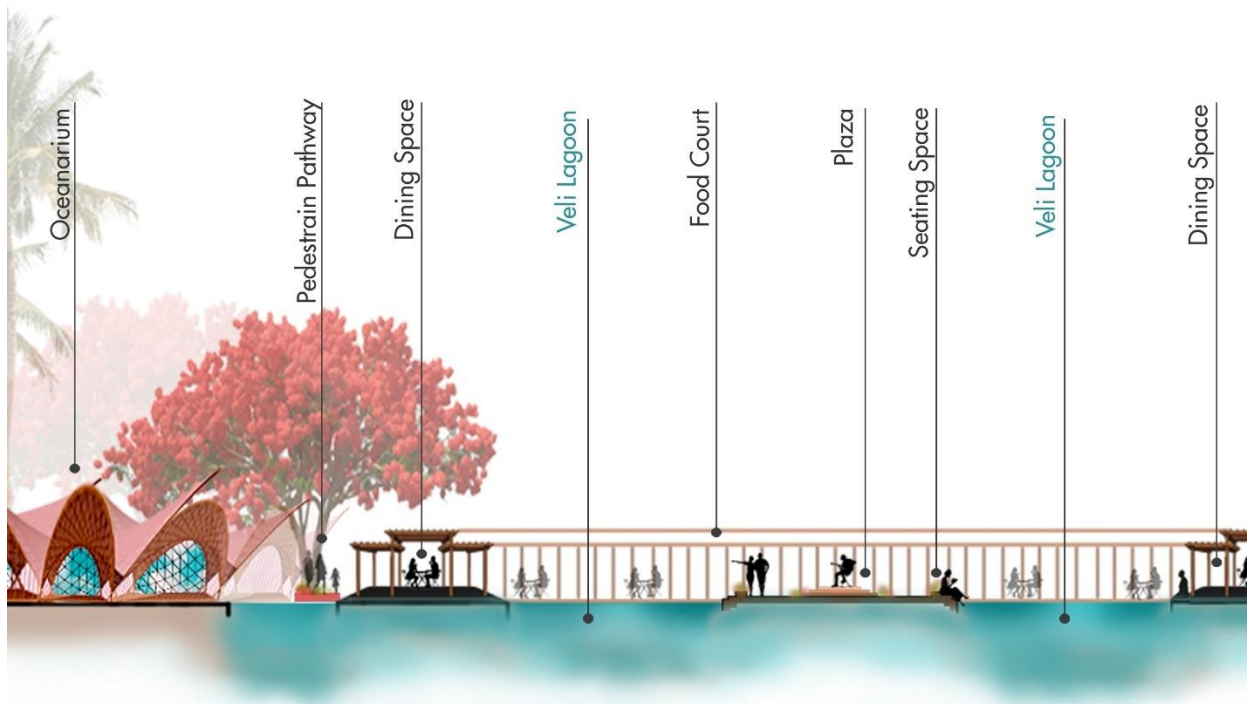 Oceanarium
Pedestrain Pathway
Dining Space
Veli Lagoon
Food Court
Plaza
Seating Space
Veli Lagoon
Dining Space